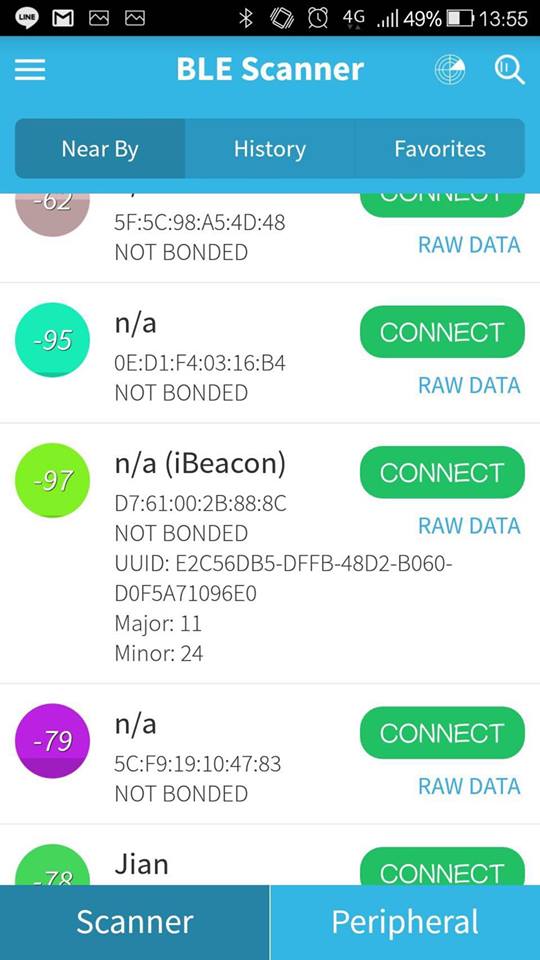 LINE
4G
49%
13:55
BLE Scanner
Near By
History
Favorites
-62
CONNECT
5F:5C:98:A5:4D:48
NOT BONDED
RAW DATA
-95
n/a
CONNECT
0E:D1:F4:03:16:B4
NOT BONDED
RAW DATA
-97
n/a (iBeacon)
CONNECT
D7:61:00:2B:88:8C
NOT BONDED
RAW DATA
UUID: E2C56DB5-DFFB-48D2-B060-
D0F5A71096E0
Major: 11
Minor: 24
-79
n/a
CONNECT
5C:F9:19:10:47:83
NOT BONDED
RAW DATA
-78
Jian
CONNECT
Scanner
Peripheral